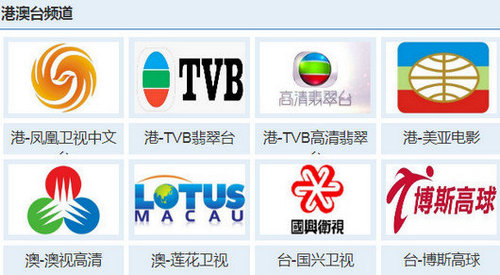 港澳台频道
TVB
高清翡翠台
港-凤凰卫视中文
港-TVB翡翠台
港-TVB高清翡翠
港-美亚电影
LOTUS
MACAU
國興衛視
博斯高球
澳-澳视高清
澳-莲花卫视
台-国兴卫视
台-博斯高球